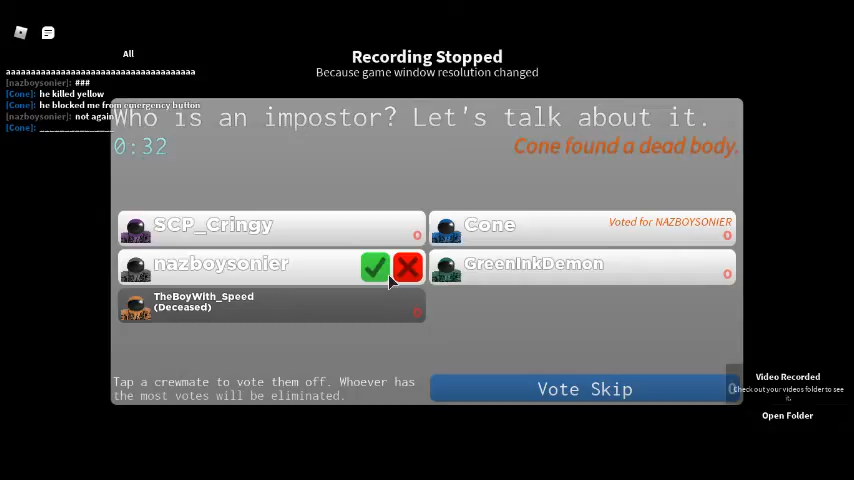 All
Recording Stopped
Because game window resolution changed
aaaaaaaaaaaaaaaaaaaaaaaaaaaaaaaaaaaaaa
[nazboysonier]: ###
[Cone]: he killed yellow
[Cone]: he blocked me from emergency button
[nazboysonier]: not again
[Cone]: _______________
Who is an impostor? Let's talk about it.
0:32
Cone found a dead body.
SCP_Cringy
0
Cone
Voted for NAZBOYSONIER
0
nazboysonier
GreenInkDemon
0
TheBoyWith_Speed
(Deceased)
0
Tap a crewmate to vote them off. Whoever has
the most votes will be eliminated.
Vote Skip
0
Video Recorded
Check out your videos folder to see
it.
Open Folder